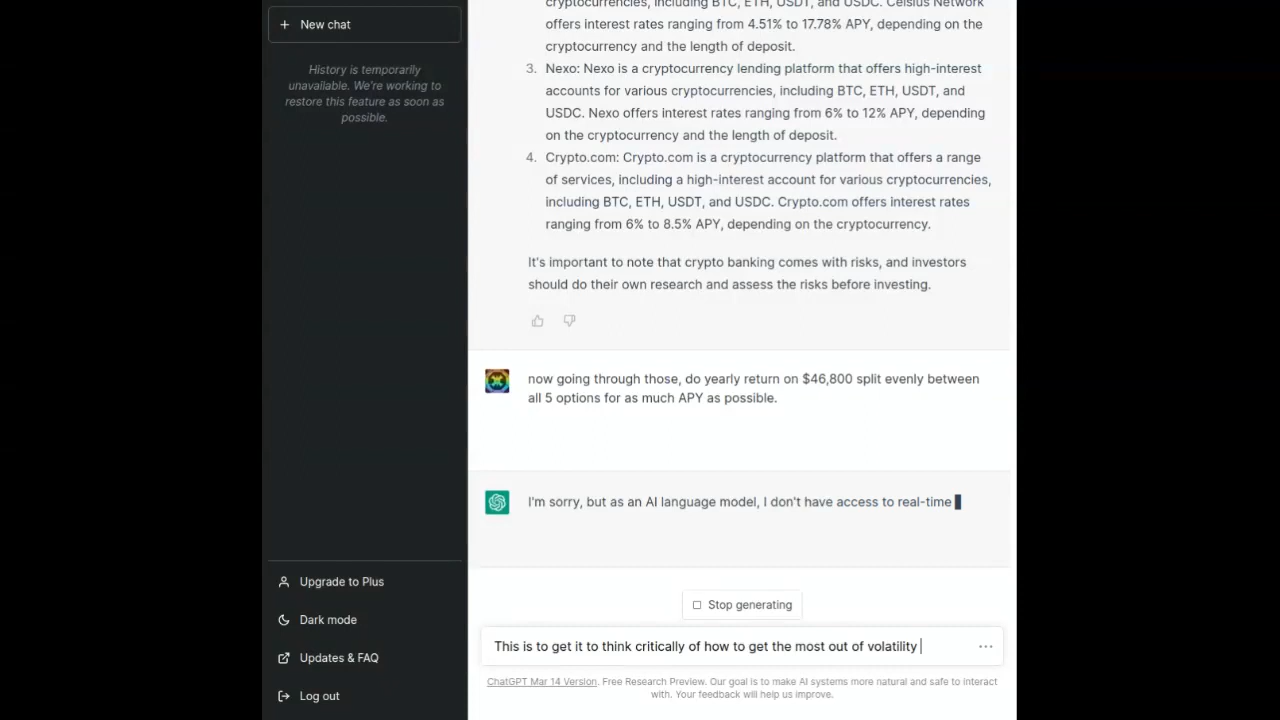 New chat
History is temporarily
unavailable. We're working to
restore this feature as soon as
possible.
Upgrade to Plus
Dark mode
Updates & FAQ
Log out
cryptocurrencies, including BTC, ETH, USDT, and USDC. Celsius Network
offers interest rates ranging from 4.51% to 17.78% APY, depending on the
cryptocurrency and the length of deposit.
3. Nexo: Nexo is a cryptocurrency lending platform that offers high-interest
accounts for various cryptocurrencies, including BTC, ETH, USDT, and
USDC. Nexo offers interest rates ranging from 6% to 12% APY, depending
on the cryptocurrency and the length of deposit.
4. Crypto.com: Crypto.com is a cryptocurrency platform that offers a range
of services, including a high-interest account for various cryptocurrencies,
including BTC, ETH, USDT, and USDC. Crypto.com offers interest rates
ranging from 6% to 8.5% APY, depending on the cryptocurrency.
It's important to note that crypto banking comes with risks, and investors
should do their own research and assess the risks before investing.
now going through those, do yearly return on $46,800 split evenly between
all 5 options for as much APY as possible.
I'm sorry, but as an AI language model, I don't have access to real-time
Stop generating
This is to get it to think critically of how to get the most out of volatility
ChatGPT Mar 14 Version. Free Research Preview. Our goal is to make AI systems more natural and safe to interact
with. Your feedback will help us improve.